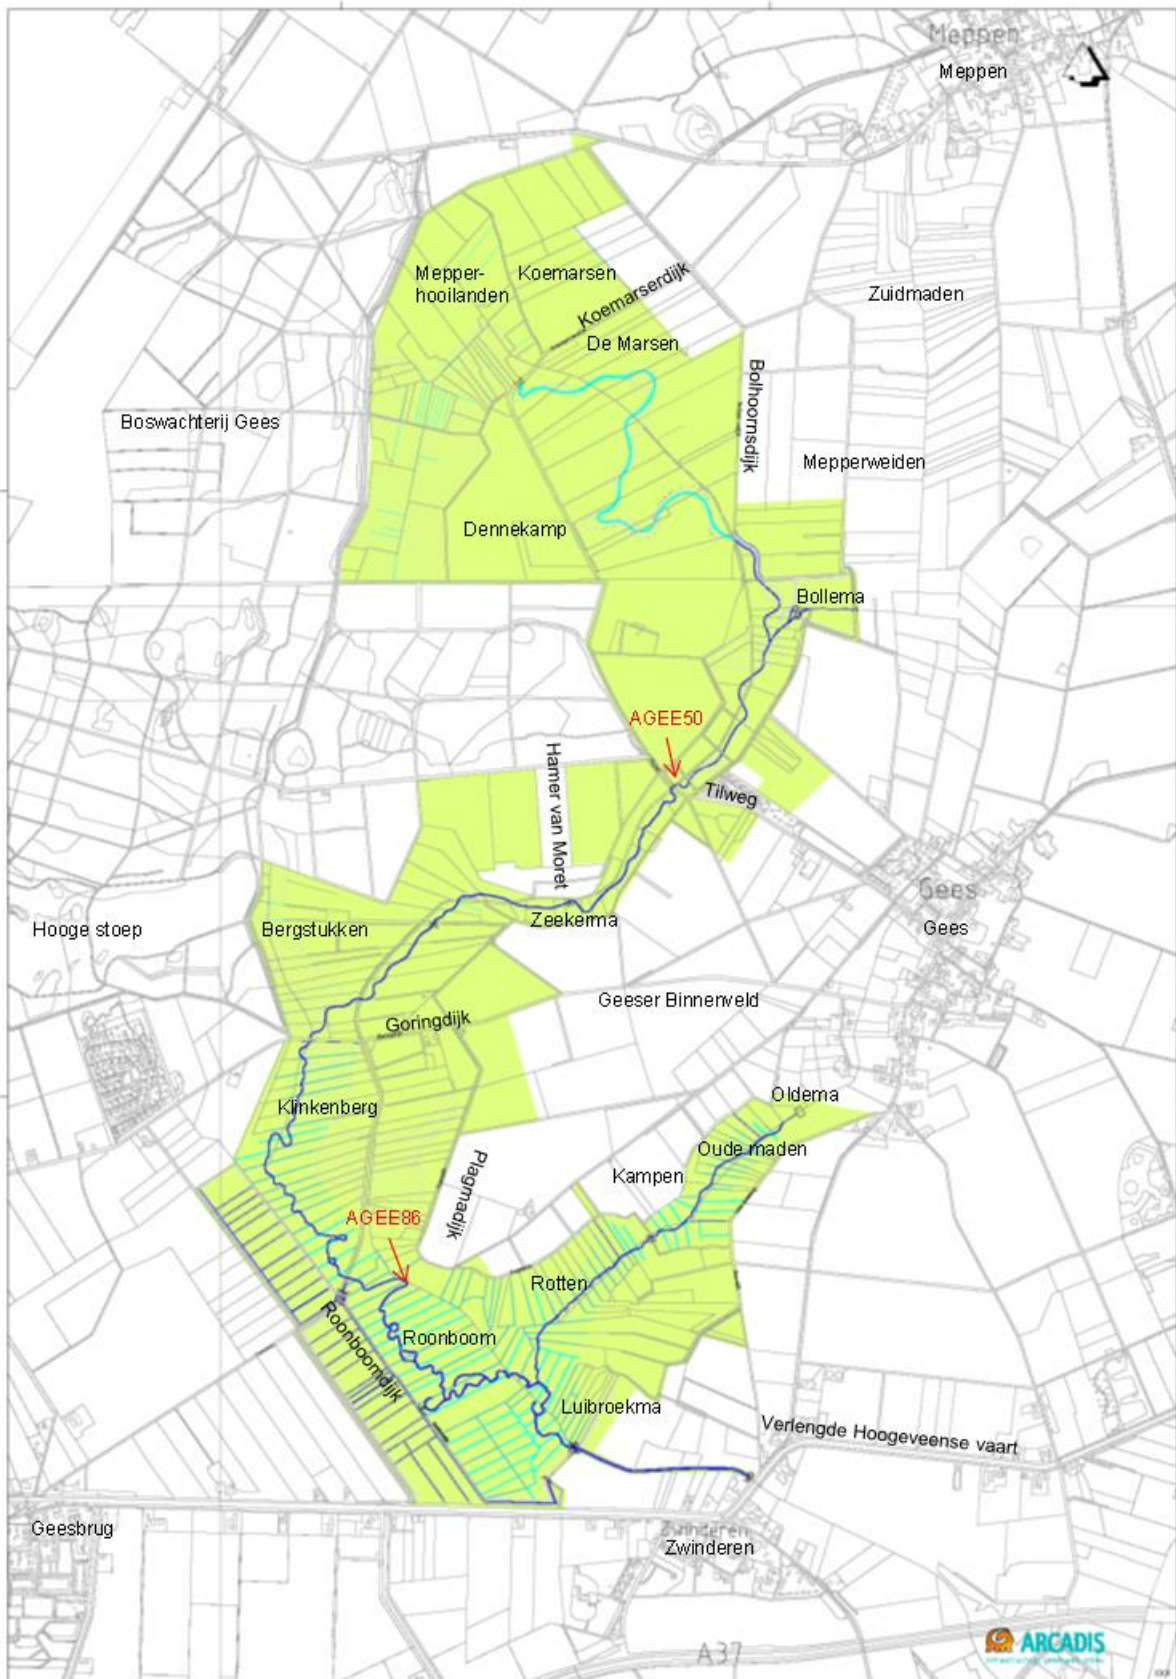 Meppen
Meppen
Mepper-
hooilanden
Koemarsen
Koemarserdijk
Zuidmaden
De Marsen
Bolhoornsdijk
Boswachterij Gees
Mepperweiden
Dennekamp
Bollema
AGEE50
Hamer van Moret
Tilweg
Gees
Zeekerma
Hooge stoep
Bergstukken
Gees
Geeser Binnenveld
Goringdijk
Oldema
Klinkenberg
Oude maden
Kampen
Plagmadijk
AGEE86
Rotten
Roonboomdijk
Roonboom
Luibroekma
Verlengde Hoogeveense vaart
Geesbrug
Zwinderen
Zwinderen
A37
ARCADIS